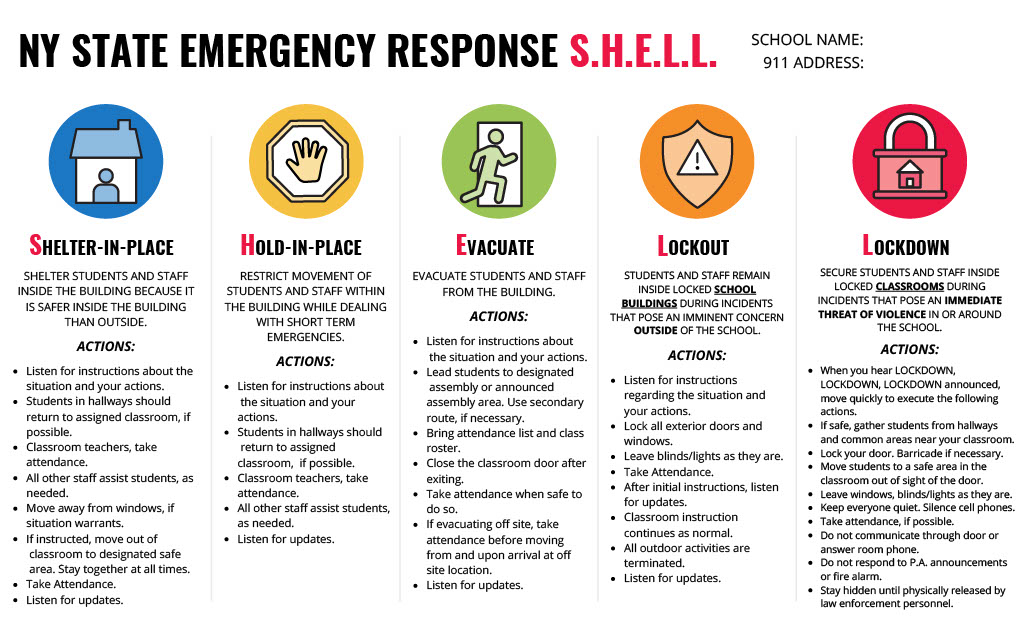 NY STATE EMERGENCY RESPONSE S.H.E.L.L.
SCHOOL NAME:
911 ADDRESS:
SHELTER-IN-PLACE
SHELTER STUDENTS AND STAFF
INSIDE THE BUILDING BECAUSE IT
IS SAFER INSIDE THE BUILDING
THAN OUTSIDE.
ACTIONS:
• Listen for instructions about the
situation and your actions.
• Students in hallways should
return to assigned classroom, if
possible.
• Classroom teachers, take
attendance.
• All other staff assist students, as
needed.
• Move away from windows, if
situation warrants.
• If instructed, move out of
classroom to designated safe
area. Stay together at all times.
• Take Attendance.
• Listen for updates.
HOLD-IN-PLACE
RESTRICT MOVEMENT OF
STUDENTS AND STAFF WITHIN
THE BUILDING WHILE DEALING
WITH SHORT TERM
EMERGENCIES.
ACTIONS:
• Listen for instructions about
the situation and your
actions.
• Students in hallways should
return to assigned
classroom, if possible.
• Classroom teachers, take
attendance.
• All other staff assist students,
as needed.
• Listen for updates.
EVACUATE
EVACUATE STUDENTS AND STAFF
FROM THE BUILDING.
ACTIONS:
• Listen for instructions about
the situation and your actions.
• Lead students to designated
assembly or announced
assembly area. Use secondary
route, if necessary.
• Bring attendance list and class
roster.
• Close the classroom door after
exiting.
• Take attendance when safe to
do so.
• If evacuating off site, take
attendance before moving
from and upon arrival at off
site location.
• Listen for updates.
LOCKOUT
STUDENTS AND STAFF REMAIN
INSIDE LOCKED SCHOOL
BUILDINGS DURING INCIDENTS
THAT POSE AN IMMINENT CONCERN
OUTSIDE OF THE SCHOOL.
ACTIONS:
• Listen for instructions
regarding the situation and
your actions.
• Lock all exterior doors and
windows.
• Leave blinds/lights as they are.
• Take Attendance.
• After initial instructions, listen
for updates.
• Classroom instruction
continues as normal.
• All outdoor activities are
terminated.
• Listen for updates.
LOCKDOWN
SECURE STUDENTS AND STAFF INSIDE
LOCKED CLASSROOMS DURING
INCIDENTS THAT POSE AN IMMEDIATE
THREAT OF VIOLENCE IN OR AROUND
THE SCHOOL.
ACTIONS:
• When you hear LOCKDOWN,
LOCKDOWN, LOCKDOWN announced,
move quickly to execute the following
actions.
• If safe, gather students from hallways
and common areas near your classroom.
• Lock your door. Barricade if necessary.
• Move students to a safe area in the
classroom out of sight of the door.
• Leave windows, blinds/lights as they are.
• Keep everyone quiet. Silence cell phones.
• Take attendance, if possible.
• Do not communicate through door or
answer room phone.
• Do not respond to P.A. announcements
or fire alarm.
• Stay hidden until physically released by
law enforcement personnel.